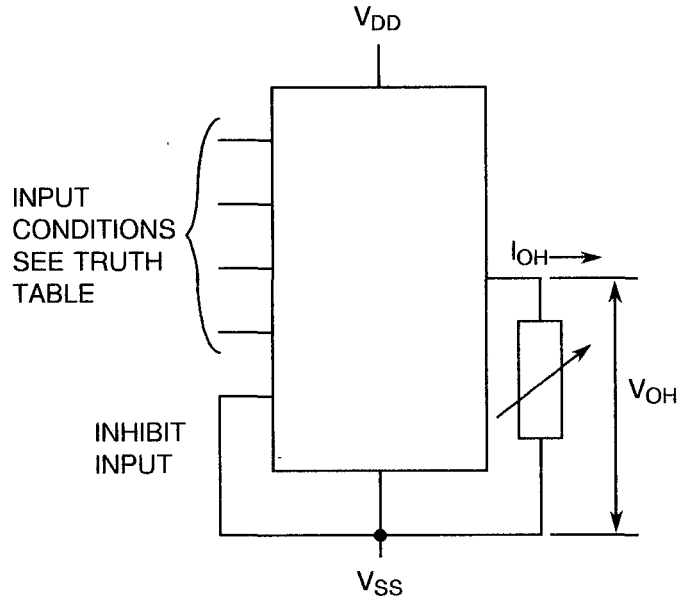 VDD
INPUT
CONDITIONS
SEE TRUTH
TABLE
IOH
VOH
INHIBIT
INPUT
VSS